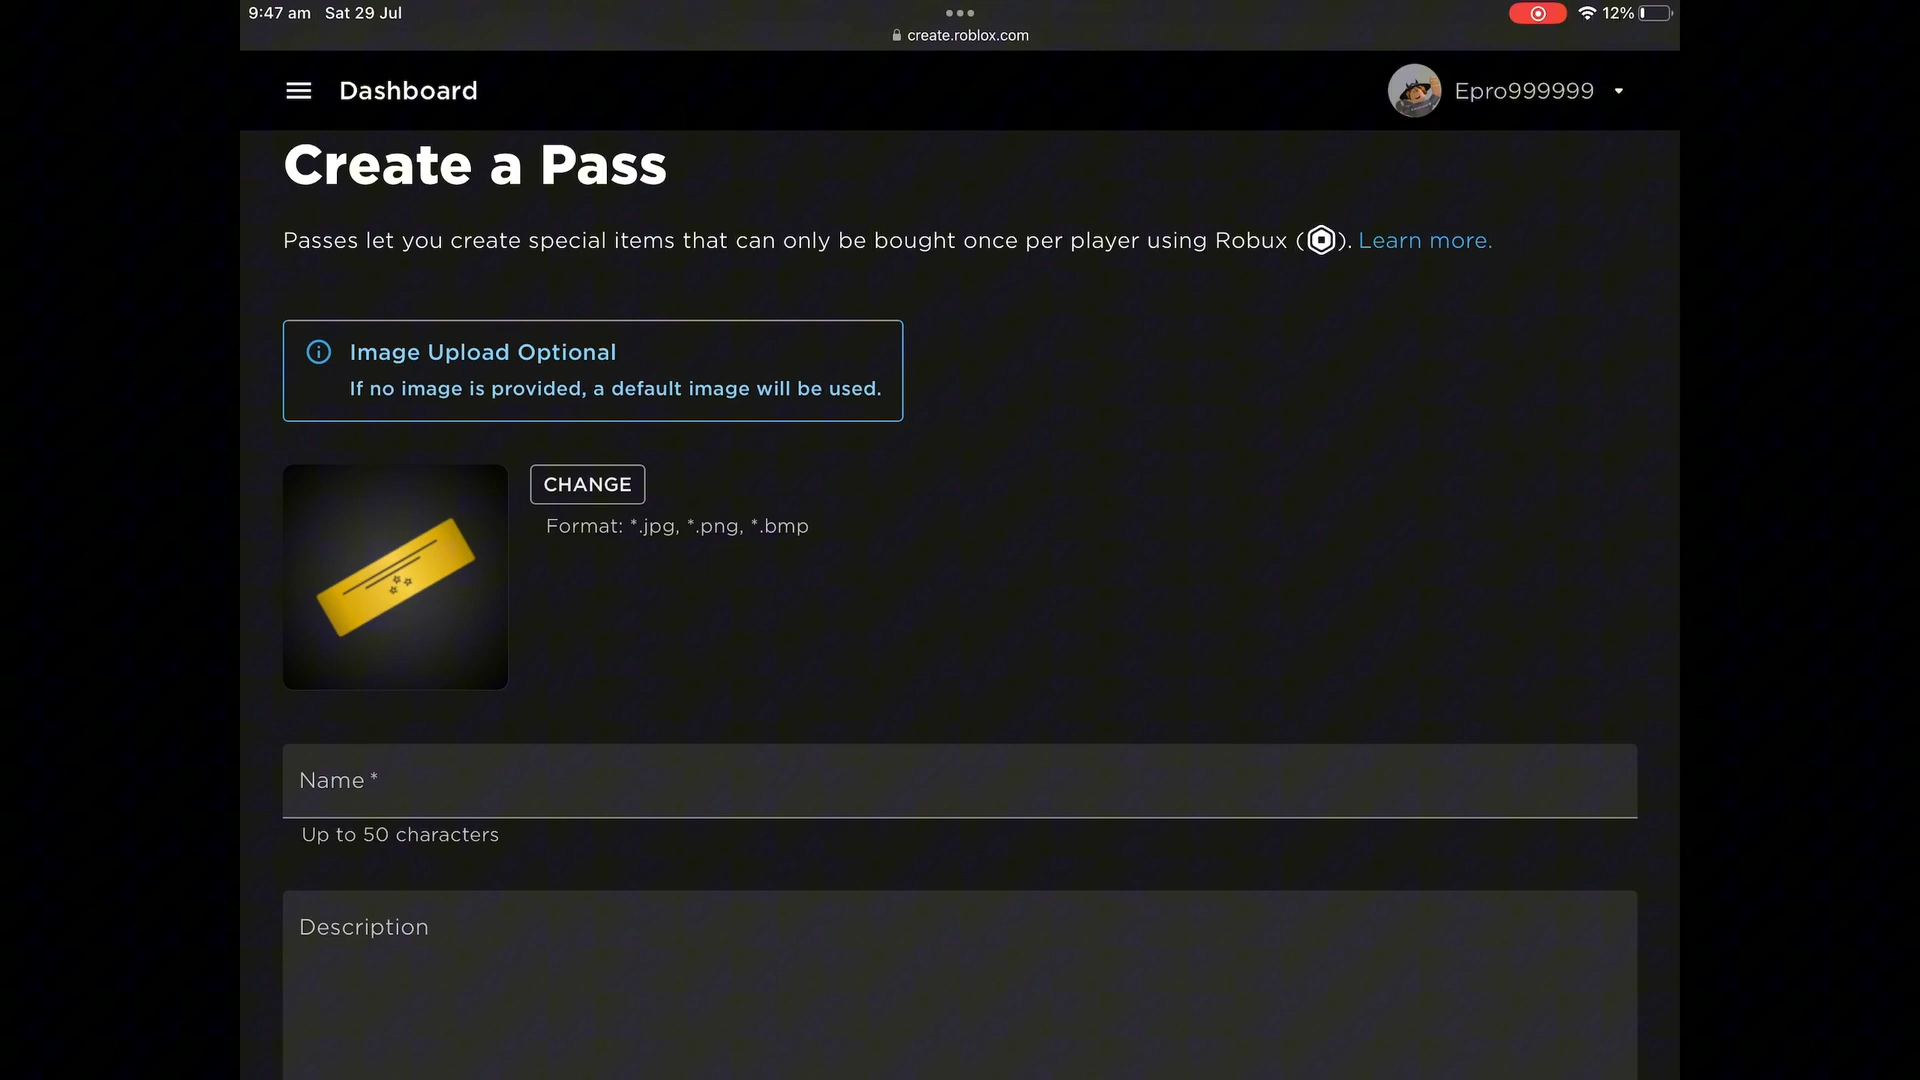 9:47 am Sat 29 Jul
12%
create.roblox.com
Dashboard
Epro999999
Create a Pass
Passes let you create special items that can only be bought once per player using Robux ( ). Learn more.
Image Upload Optional
If no image is provided, a default image will be used.
CHANGE
Format: *.jpg, *.png, *.bmp
Name *
Up to 50 characters
Description